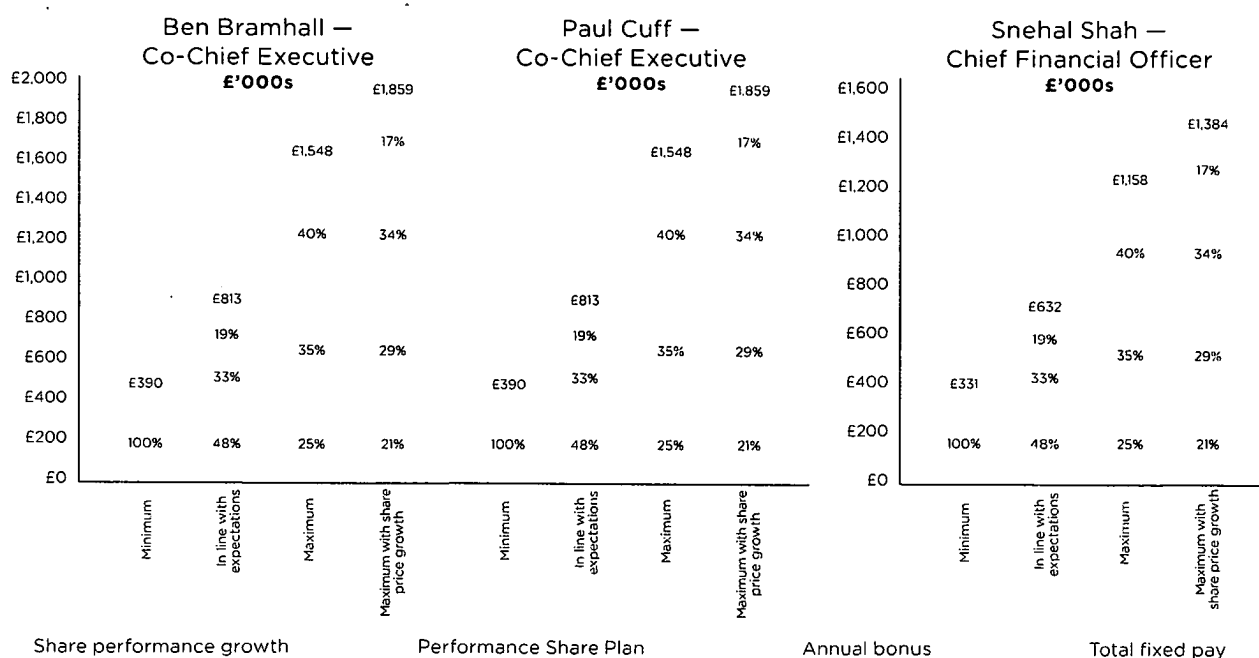 Ben Bramhall —
Co-Chief Executive
£'000s
£2,000
£1,800
£1,600
£1,400
£1,200
£1,000
£800
£600
£400
£200
£0
£390
100%
£813
19%
33%
48%
£1,548
40%
35%
25%
£1,859
17%
34%
29%
21%
Minimum
In line with
expectations
Maximum
Maximum with share
price growth
Paul Cuff —
Co-Chief Executive
£'000s
£390
100%
£813
19%
33%
48%
£1,548
40%
35%
25%
£1,859
17%
34%
29%
21%
Minimum
In line with
expectations
Maximum
Maximum with share
price growth
Snehal Shah —
Chief Financial Officer
£'000s
£1,600
£1,400
£1,200
£1,000
£800
£600
£400
£200
£0
£331
100%
£632
19%
33%
48%
£1,158
40%
35%
25%
£1,384
17%
34%
29%
21%
Minimum
In line with
expectations
Maximum
Maximum with
share price growth
Share performance growth
Performance Share Plan
Annual bonus
Total fixed pay